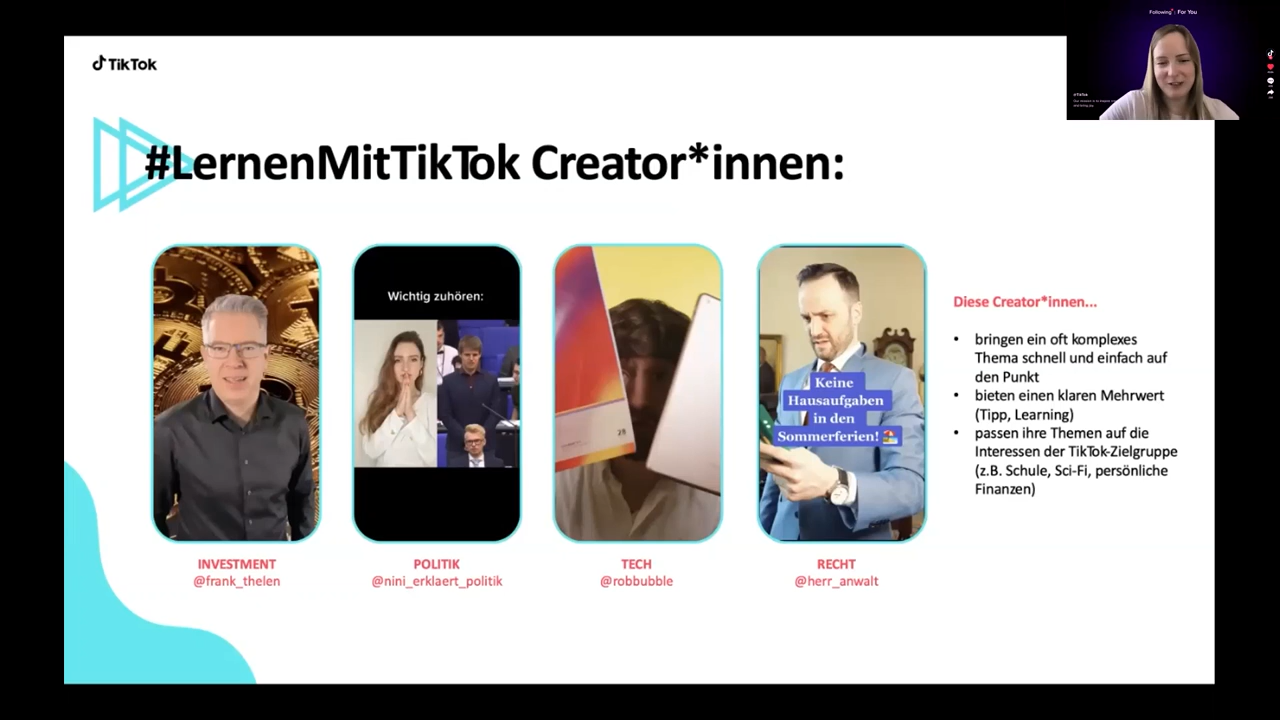 Following For You
TikTok
#LernenMitTikTok Creator*innen:
Wichtig zuhören:
28
Keine
Hausaufgaben
in den
Sommerferien! 🏖️
INVESTMENT
@frank_thelen
POLITIK
@nini_erklaert_politik
TECH
@robbubble
RECHT
@herr_anwalt
Diese Creator*innen...
• bringen ein oft komplexes
Thema schnell und einfach auf
den Punkt
• bieten einen klaren Mehrwert
(Tipp, Learning)
• passen ihre Themen auf die
Interessen der TikTok-Zielgruppe
(z.B. Schule, Sci-Fi, persönliche
Finanzen)